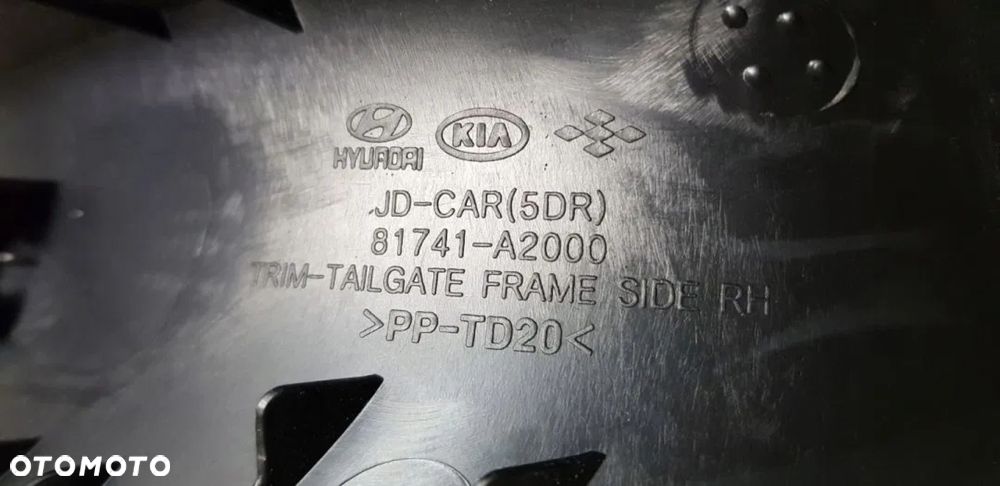 HYUNDAI KIA
JD-CAR(5DR)
81741-A2000
TRIM-TAILGATE FRAME SIDE RH
>PP-TD20<
OTOMOTO